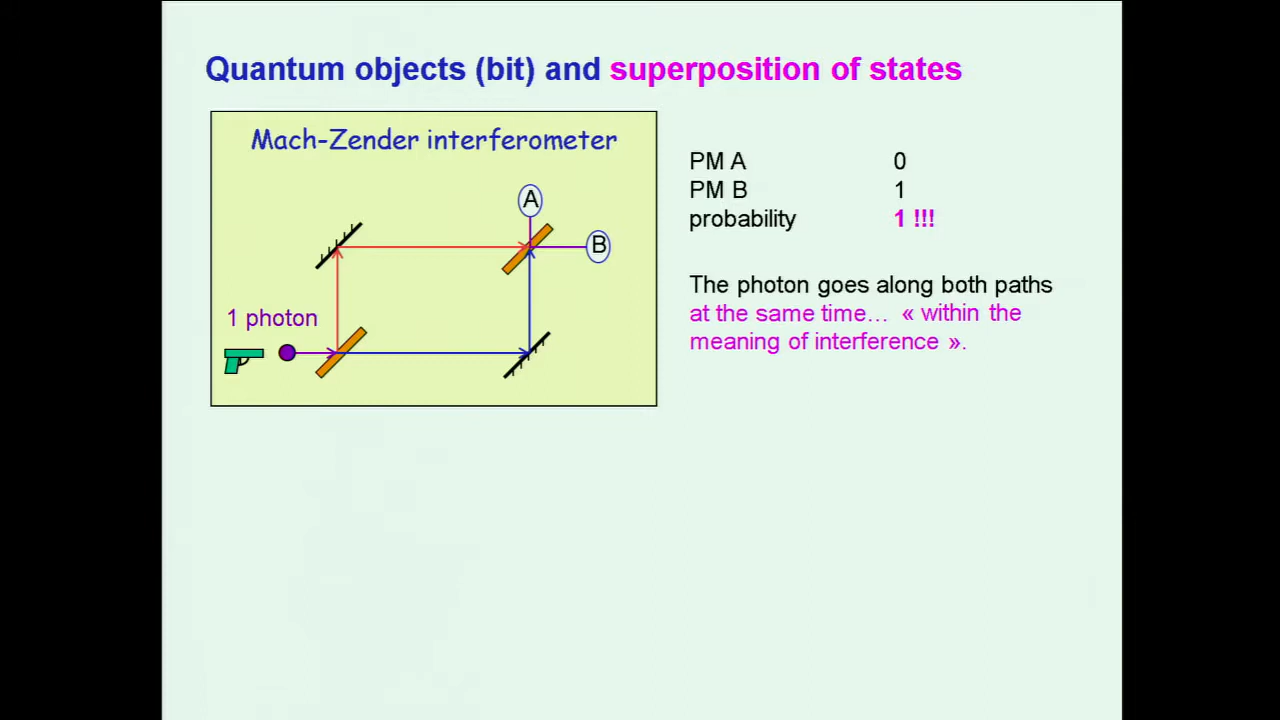 Quantum objects (bit) and superposition of states
Mach-Zender interferometer
A
B
1 photon
PM A 0
PM B 1
probability 1 !!!
The photon goes along both paths
at the same time… « within the
meaning of interference ».